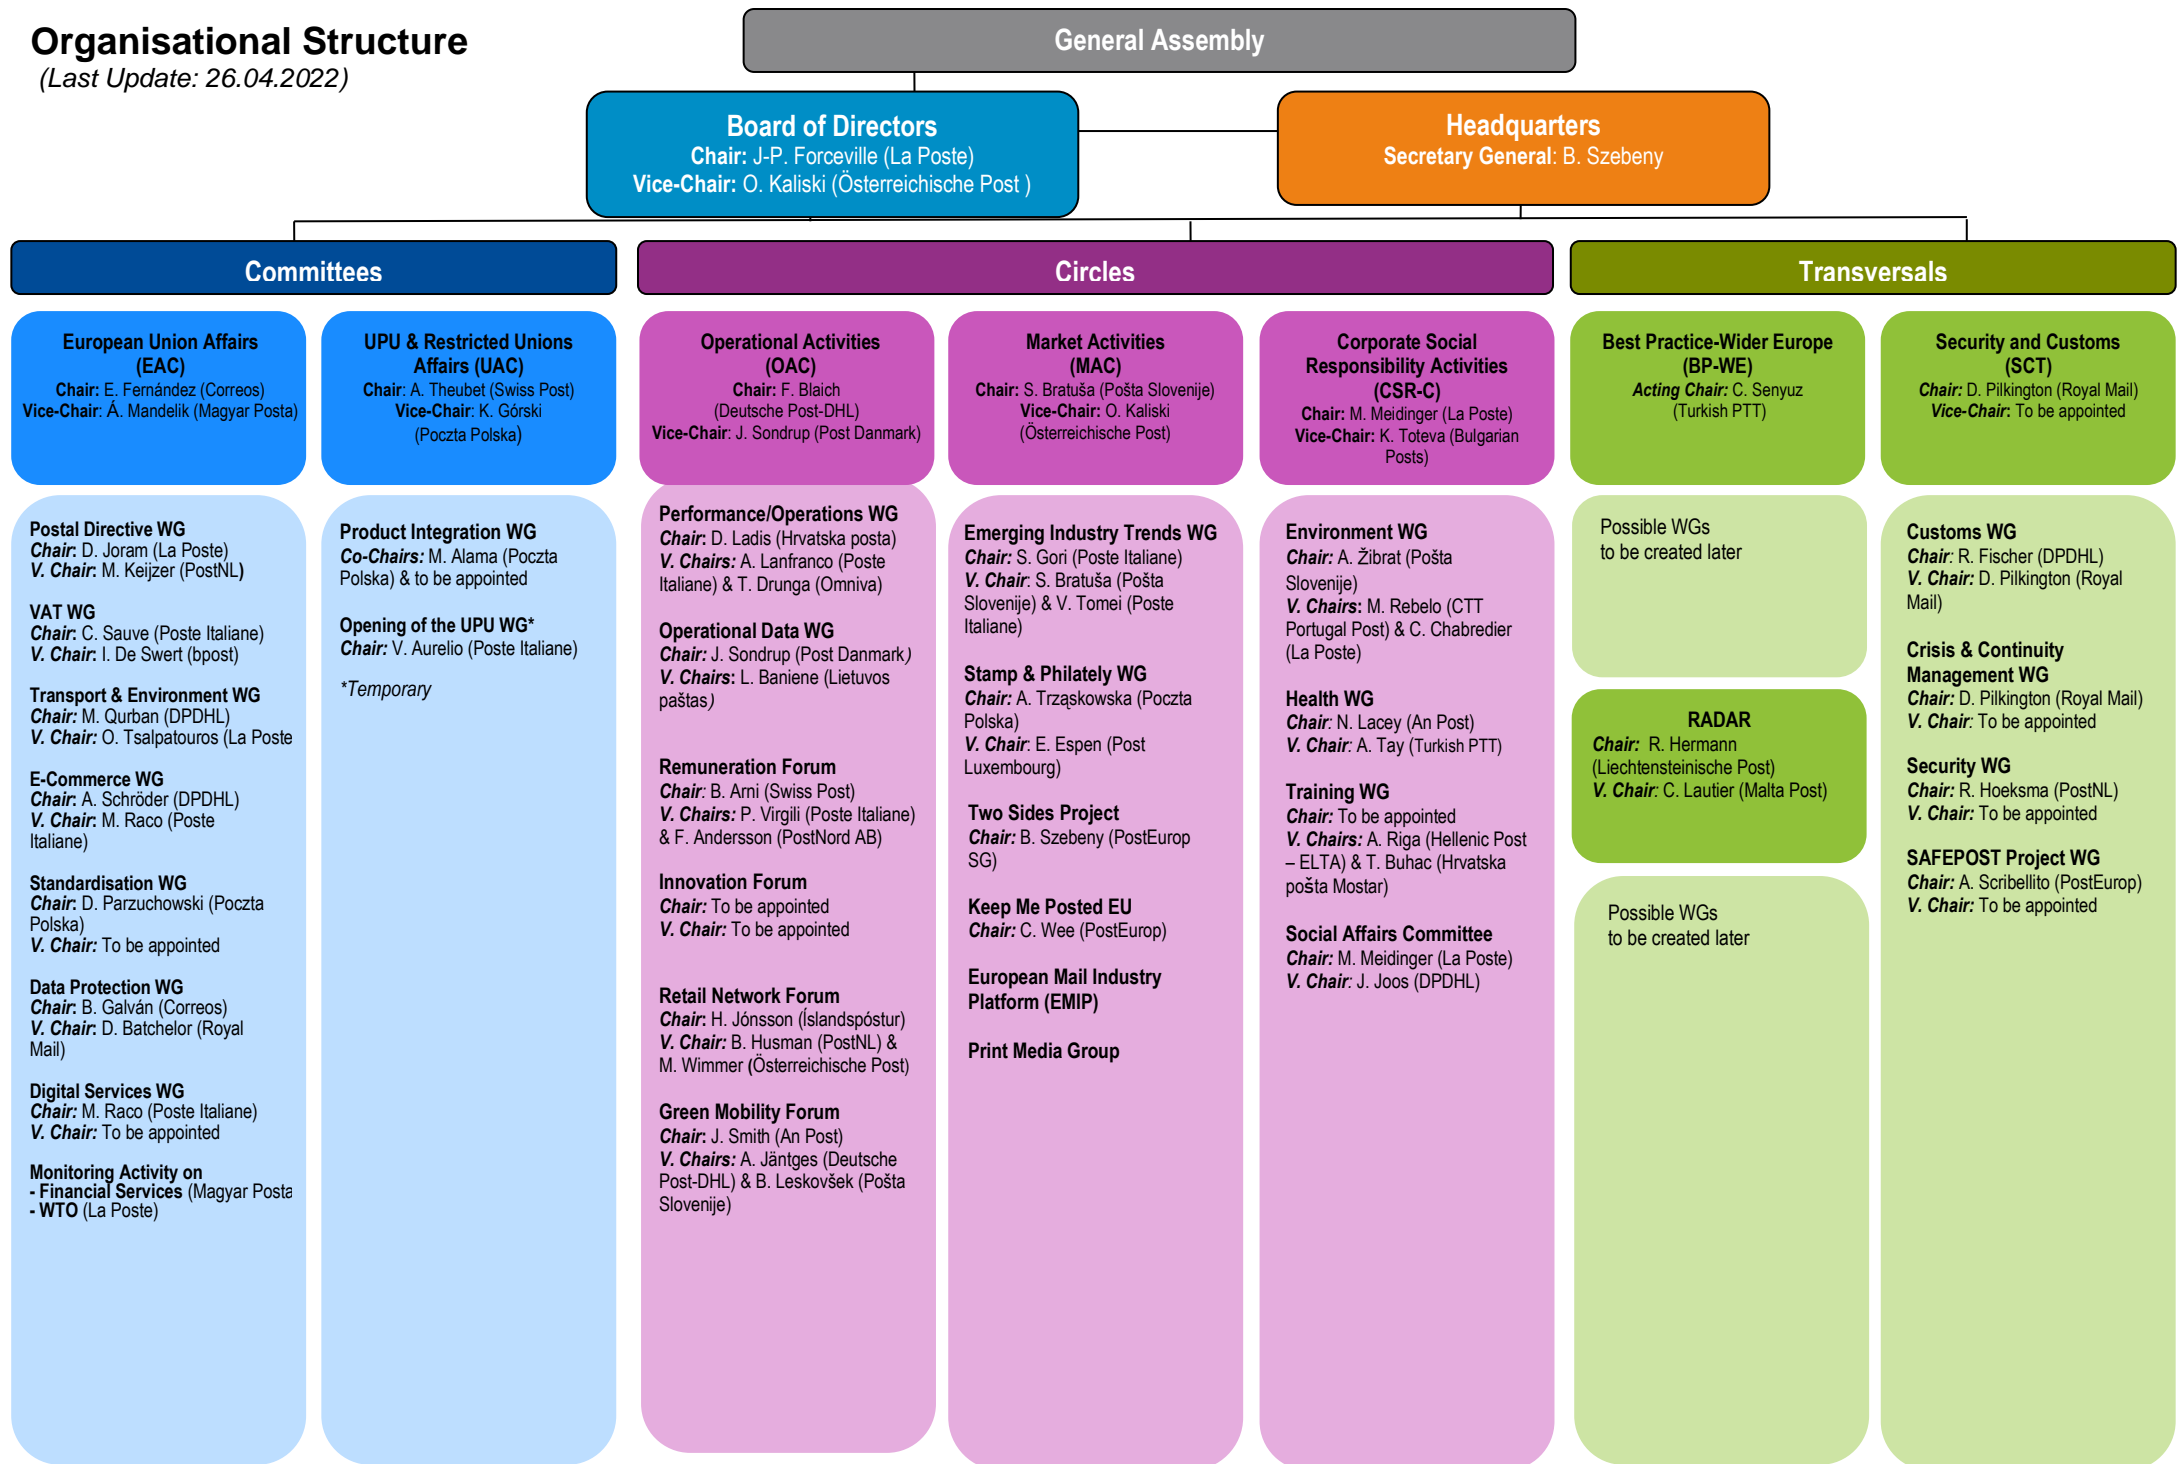 Organisational Structure
(Last Update: 26.04.2022)
General Assembly
Board of Directors
Chair: J-P. Forceville (La Poste)
Vice-Chair: O. Kaliski (Österreichische Post )
Headquarters
Secretary General: B. Szebeny
Committees
Circles
Transversals
European Union Affairs
(EAC)
Chair: E. Fernández (Correos)
Vice-Chair: Á. Mandelik (Magyar Posta)
UPU & Restricted Unions
Affairs (UAC)
Chair: A. Theubet (Swiss Post)
Vice-Chair: K. Górski
(Poczta Polska)
Operational Activities
(OAC)
Chair: F. Blaich
(Deutsche Post-DHL)
Vice-Chair: J. Sondrup (Post Danmark)
Market Activities
(MAC)
Chair: S. Bratuša (Pošta Slovenije)
Vice-Chair: O. Kaliski
(Österreichische Post)
Corporate Social
Responsibility Activities
(CSR-C)
Chair: M. Meidinger (La Poste)
Vice-Chair: K. Toteva (Bulgarian
Posts)
Best Practice-Wider Europe
(BP-WE)
Acting Chair: C. Senyuz
(Turkish PTT)
Security and Customs
(SCT)
Chair: D. Pilkington (Royal Mail)
Vice-Chair: To be appointed
Postal Directive WG
Chair: D. Joram (La Poste)
V. Chair: M. Keijzer (PostNL)
VAT WG
Chair: C. Sauve (Poste Italiane)
V. Chair: I. De Swert (bpost)
Transport & Environment WG
Chair: M. Qurban (DPDHL)
V. Chair: O. Tsalpatouros (La Poste
E-Commerce WG
Chair: A. Schröder (DPDHL)
V. Chair: M. Raco (Poste
Italiane)
Standardisation WG
Chair: D. Parzuchowski (Poczta
Polska)
V. Chair: To be appointed
Data Protection WG
Chair: B. Galván (Correos)
V. Chair: D. Batchelor (Royal
Mail)
Digital Services WG
Chair: M. Raco (Poste Italiane)
V. Chair: To be appointed
Monitoring Activity on
- Financial Services (Magyar Posta
- WTO (La Poste)
Product Integration WG
Co-Chairs: M. Alama (Poczta
Polska) & to be appointed
Opening of the UPU WG*
Chair: V. Aurelio (Poste Italiane)
*Temporary
Performance/Operations WG
Chair: D. Ladis (Hrvatska posta)
V. Chairs: A. Lanfranco (Poste
Italiane) & T. Drunga (Omniva)
Operational Data WG
Chair: J. Sondrup (Post Danmark)
V. Chairs: L. Baniene (Lietuvos
paštas)
Remuneration Forum
Chair: B. Arni (Swiss Post)
V. Chairs: P. Virgili (Poste Italiane)
& F. Andersson (PostNord AB)
Innovation Forum
Chair: To be appointed
V. Chair: To be appointed
Retail Network Forum
Chair: H. Jónsson (Íslandspóstur)
V. Chair: B. Husman (PostNL) &
M. Wimmer (Österreichische Post)
Green Mobility Forum
Chair: J. Smith (An Post)
V. Chairs: A. Jäntges (Deutsche
Post-DHL) & B. Leskovšek (Pošta
Slovenije)
Emerging Industry Trends WG
Chair: S. Gori (Poste Italiane)
V. Chair: S. Bratuša (Pošta
Slovenije) & V. Tomei (Poste
Italiane)
Stamp & Philately WG
Chair: A. Trząskowska (Poczta
Polska)
V. Chair: E. Espen (Post
Luxembourg)
Two Sides Project
Chair: B. Szebeny (PostEurop
SG)
Keep Me Posted EU
Chair: C. Wee (PostEurop)
European Mail Industry
Platform (EMIP)
Print Media Group
Environment WG
Chair: A. Žibrat (Pošta
Slovenije)
V. Chairs: M. Rebelo (CTT
Portugal Post) & C. Chabredier
(La Poste)
Health WG
Chair: N. Lacey (An Post)
V. Chair: A. Tay (Turkish PTT)
Training WG
Chair: To be appointed
V. Chairs: A. Riga (Hellenic Post
– ELTA) & T. Buhac (Hrvatska
pošta Mostar)
Social Affairs Committee
Chair: M. Meidinger (La Poste)
V. Chair: J. Joos (DPDHL)
Possible WGs
to be created later
RADAR
Chair: R. Hermann
(Liechtensteinische Post)
V. Chair: C. Lautier (Malta Post)
Possible WGs
to be created later
Customs WG
Chair: R. Fischer (DPDHL)
V. Chair: D. Pilkington (Royal
Mail)
Crisis & Continuity
Management WG
Chair: D. Pilkington (Royal Mail)
V. Chair: To be appointed
Security WG
Chair: R. Hoeksma (PostNL)
V. Chair: To be appointed
SAFEPOST Project WG
Chair: A. Scribellito (PostEurop)
V. Chair: To be appointed